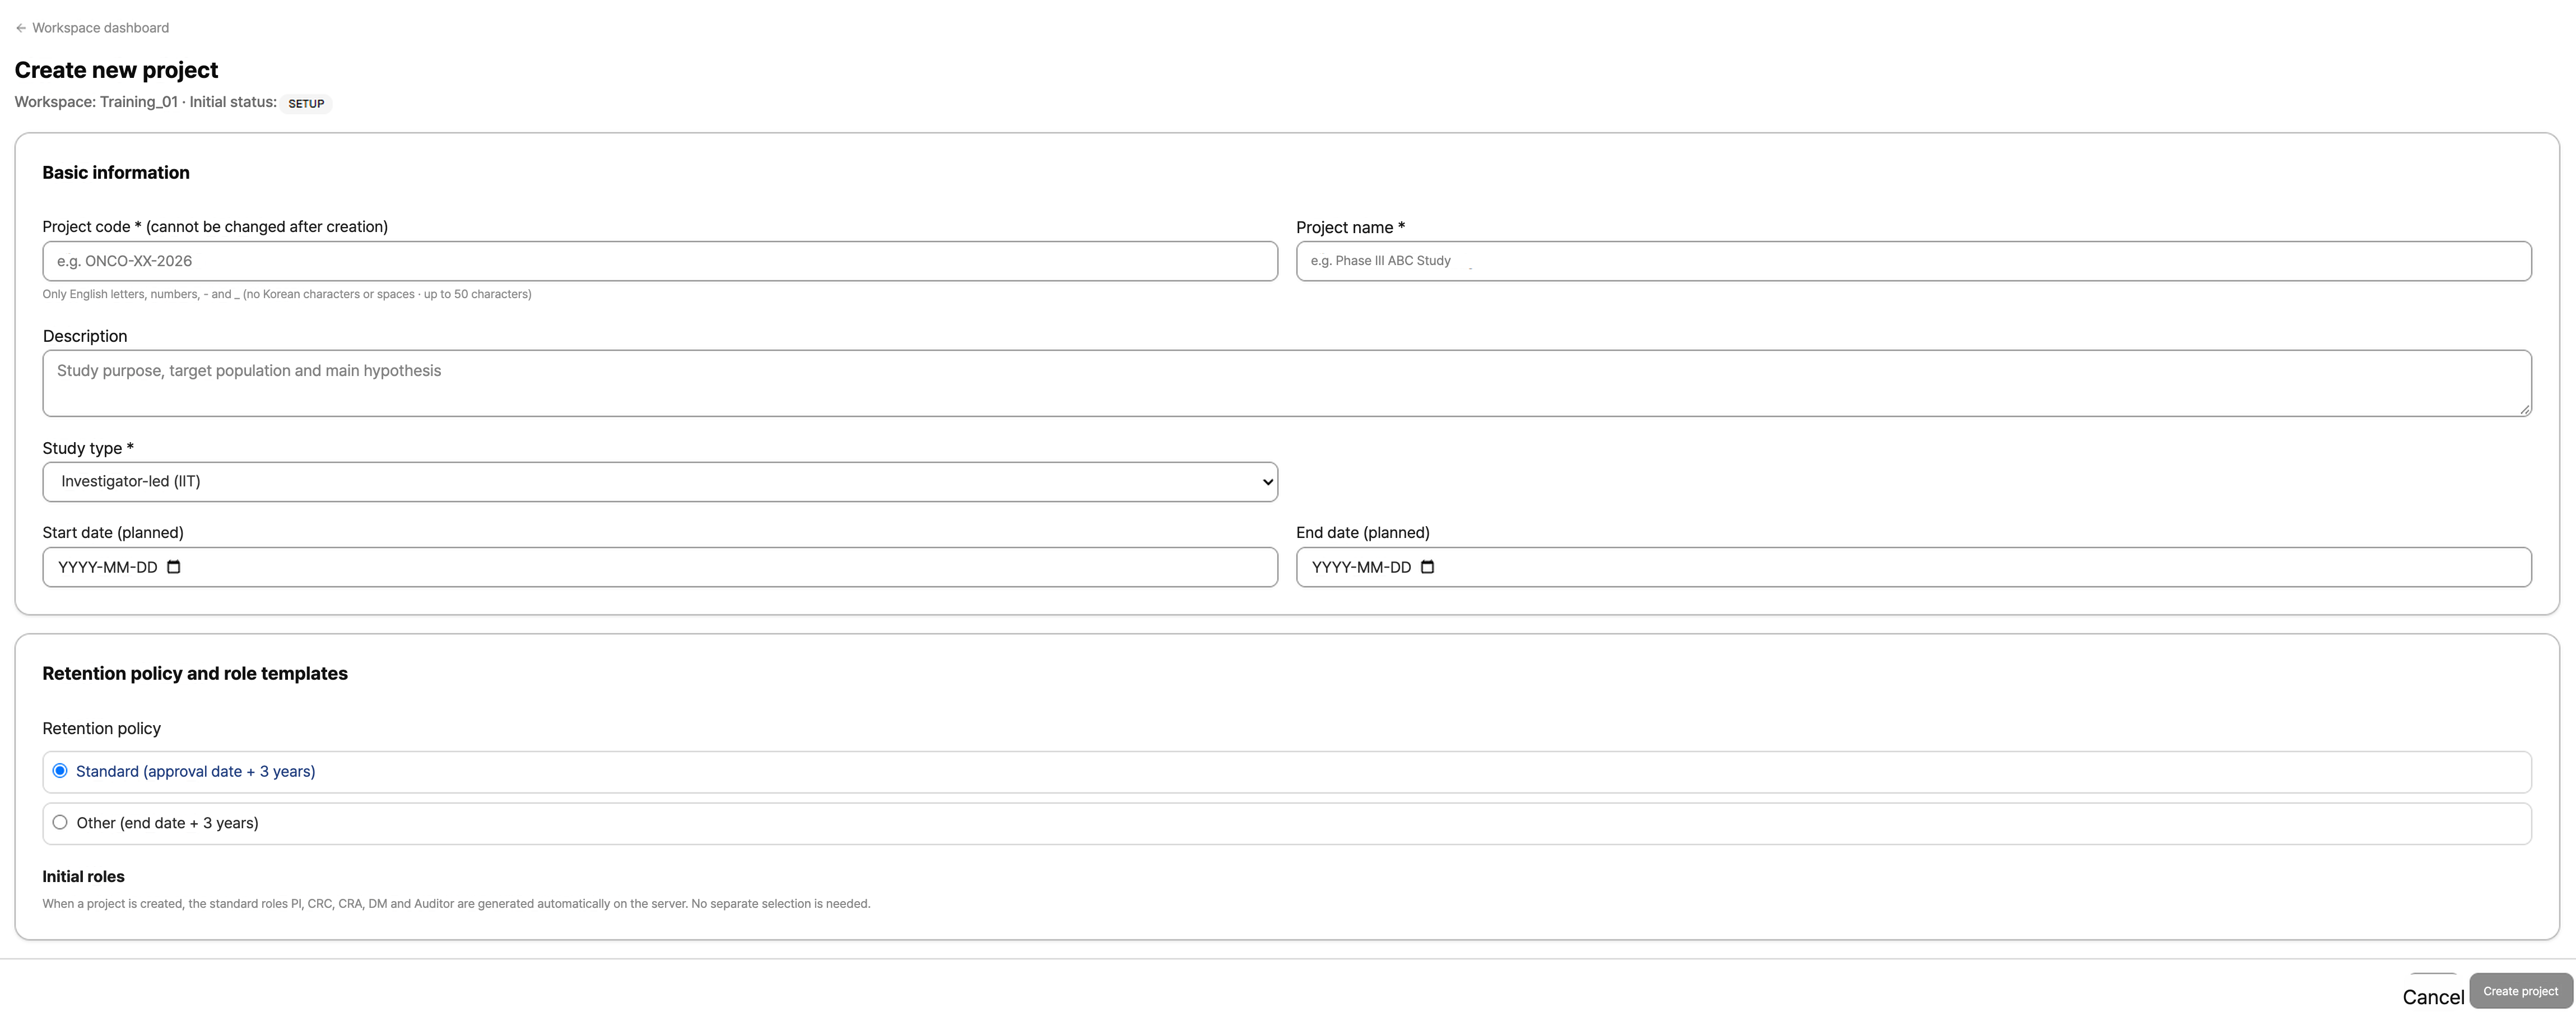 ← Workspace dashboard
Create new project
Workspace: Training_01 · Initial status: SETUP
Basic information
Project code * (cannot be changed after creation)
Project name *
e.g. ONCO-XX-2026
e.g. Phase III ABC Study
Only English letters, numbers, - and _ (no Korean characters or spaces · up to 50 characters)
Description
Study purpose, target population and main hypothesis
Study type *
Investigator-led (IIT)
Start date (planned)
End date (planned)
YYYY-MM-DD
YYYY-MM-DD
Retention policy and role templates
Retention policy
Standard (approval date + 3 years)
Other (end date + 3 years)
Initial roles
When a project is created, the standard roles PI, CRC, CRA, DM and Auditor are generated automatically on the server. No separate selection is needed.
Cancel
Create project